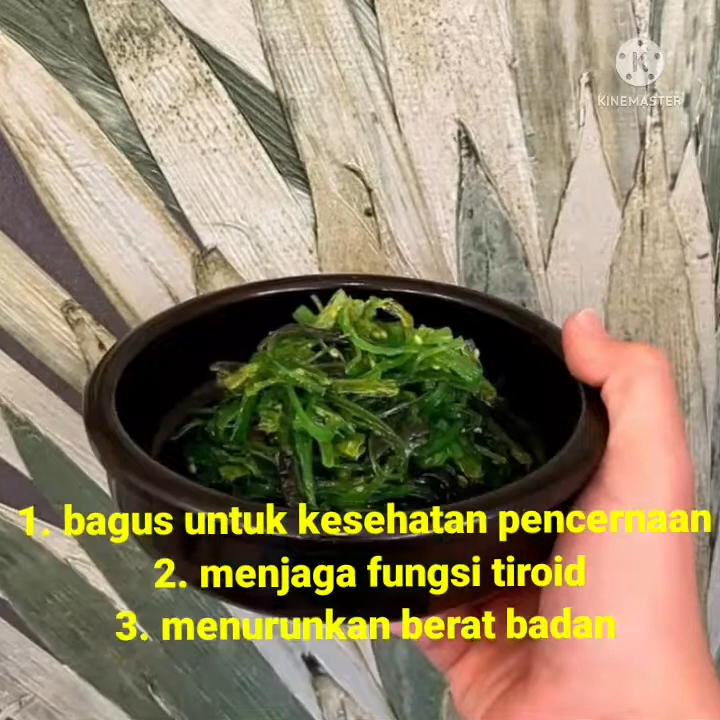 KINEMASTER
1. bagus untuk kesehatan pencernaan
2. menjaga fungsi tiroid
3. menurunkan berat badan